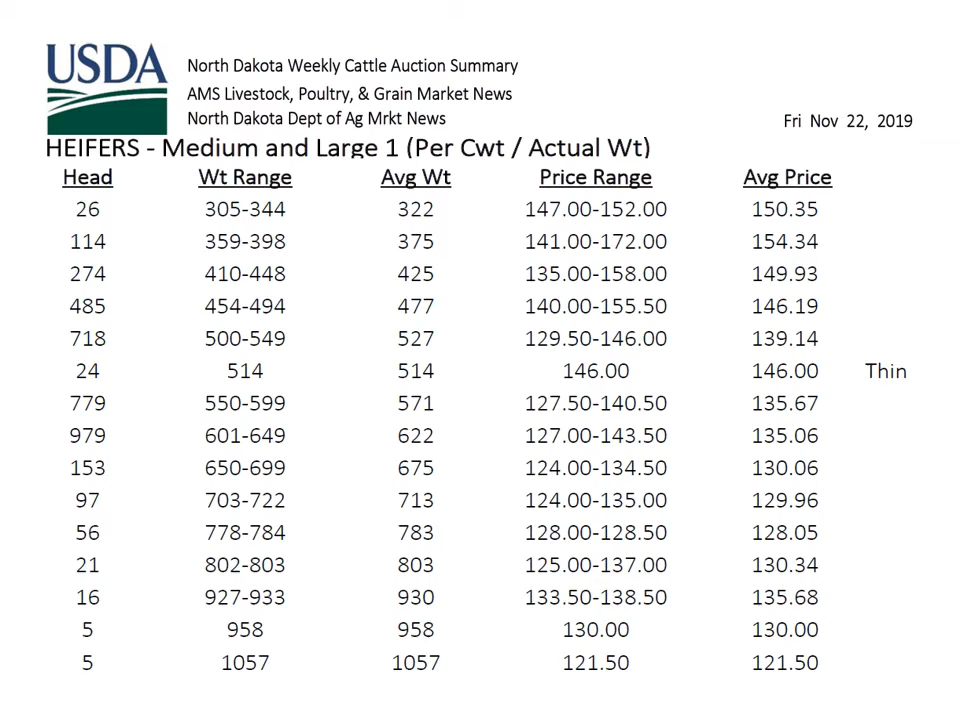 USDA
North Dakota Weekly Cattle Auction Summary
AMS Livestock, Poultry, & Grain Market News
North Dakota Dept of Ag Mrkt News
Fri Nov 22, 2019
HEIFERS - Medium and Large 1 (Per Cwt / Actual Wt)
Head Wt Range Avg Wt Price Range Avg Price
26 305-344 322 147.00-152.00 150.35
114 359-398 375 141.00-172.00 154.34
274 410-448 425 135.00-158.00 149.93
485 454-494 477 140.00-155.50 146.19
718 500-549 527 129.50-146.00 139.14
24 514 514 146.00 146.00 Thin
779 550-599 571 127.50-140.50 135.67
979 601-649 622 127.00-143.50 135.06
153 650-699 675 124.00-134.50 130.06
97 703-722 713 124.00-135.00 129.96
56 778-784 783 128.00-128.50 128.05
21 802-803 803 125.00-137.00 130.34
16 927-933 930 133.50-138.50 135.68
5 958 958 130.00 130.00
5 1057 1057 121.50 121.50